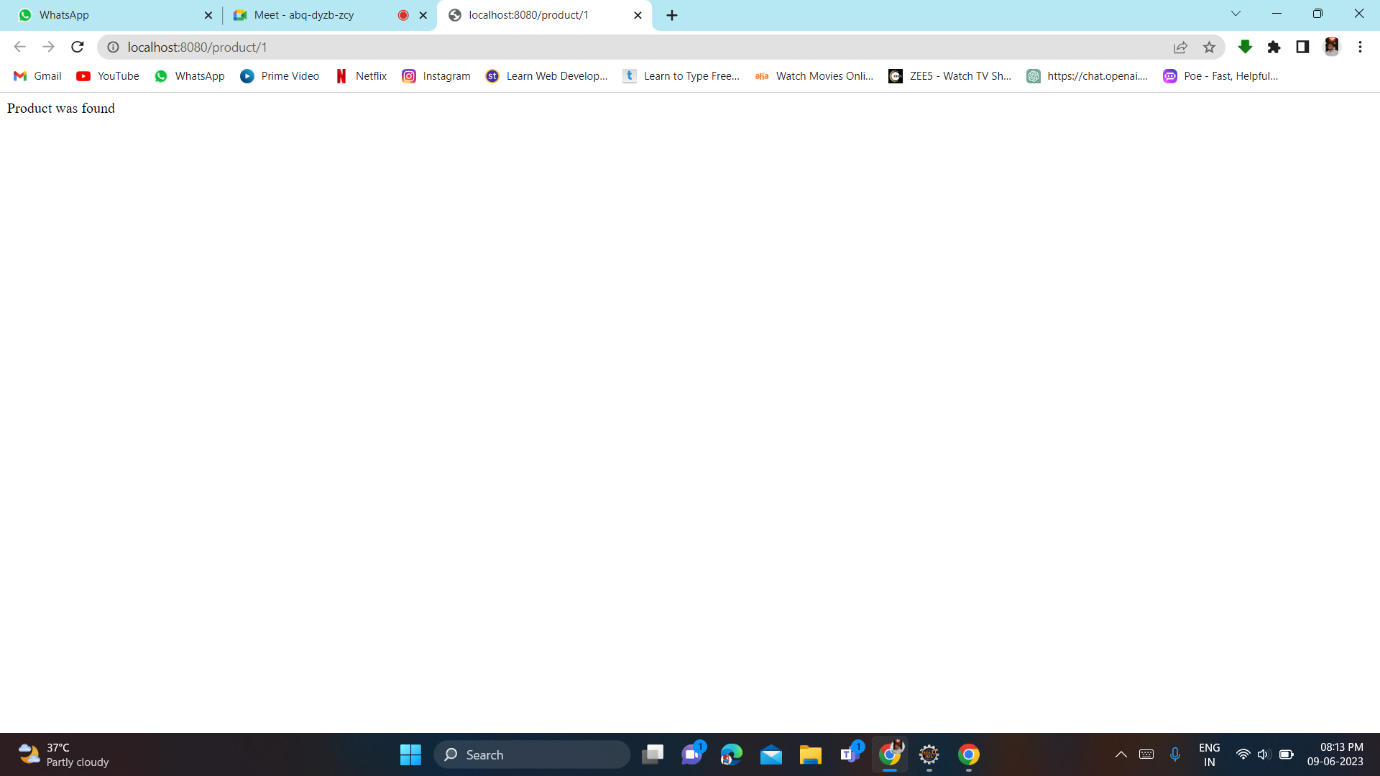 WhatsApp
Meet - abq-dyzb-zcy
localhost:8080/product/1
localhost:8080/product/1
Gmail
YouTube
WhatsApp
Prime Video
Netflix
Instagram
Learn Web Develop...
Learn to Type Free...
Watch Movies Onli...
ZEE5 - Watch TV Sh...
https://chat.openai....
Poe - Fast, Helpful...
Product was found
37°C
Partly cloudy
Search
1
1
ENG
IN
08:13 PM
09-06-2023